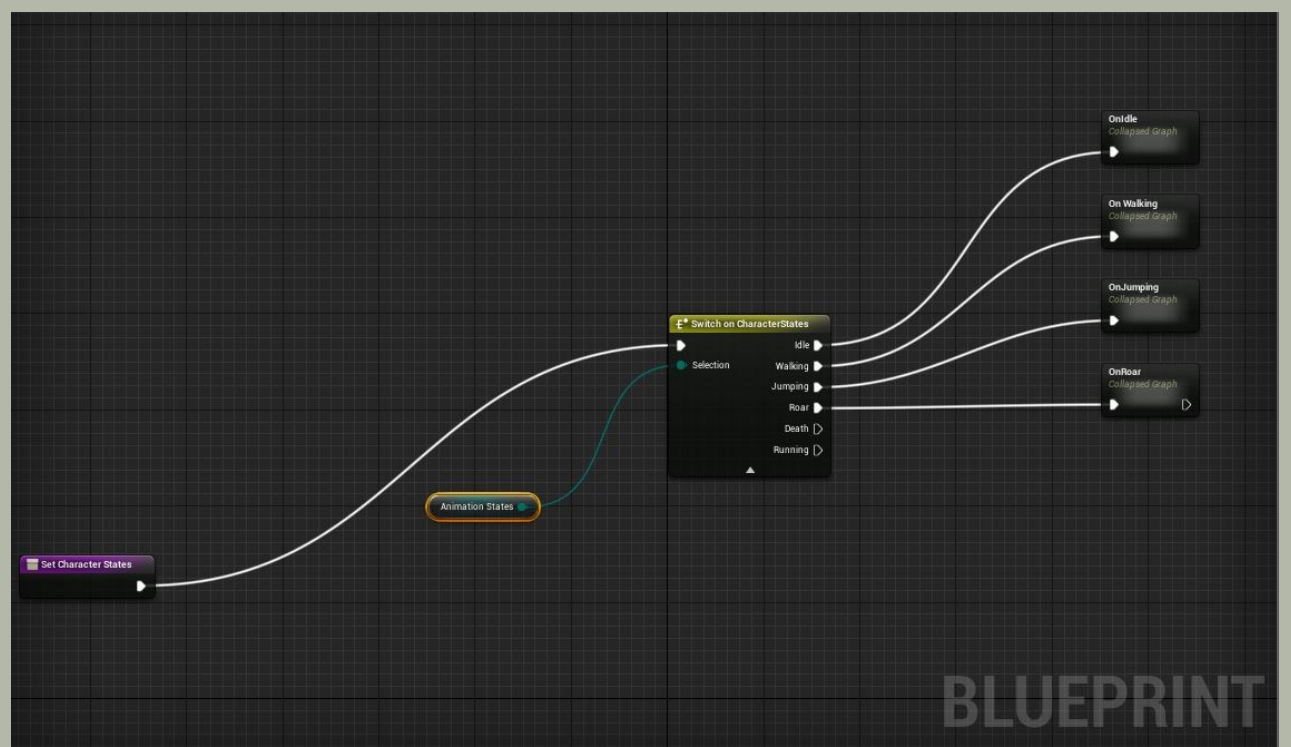 OnIdle
Collapsed Graph
On Walking
Collapsed Graph
OnJumping
Collapsed Graph
Switch on CharacterStates
Idle
Selection
Walking
Jumping
Roar
Death
Running
OnRoar
Collapsed Graph
Animation States
Set Character States
BLUEPRINT